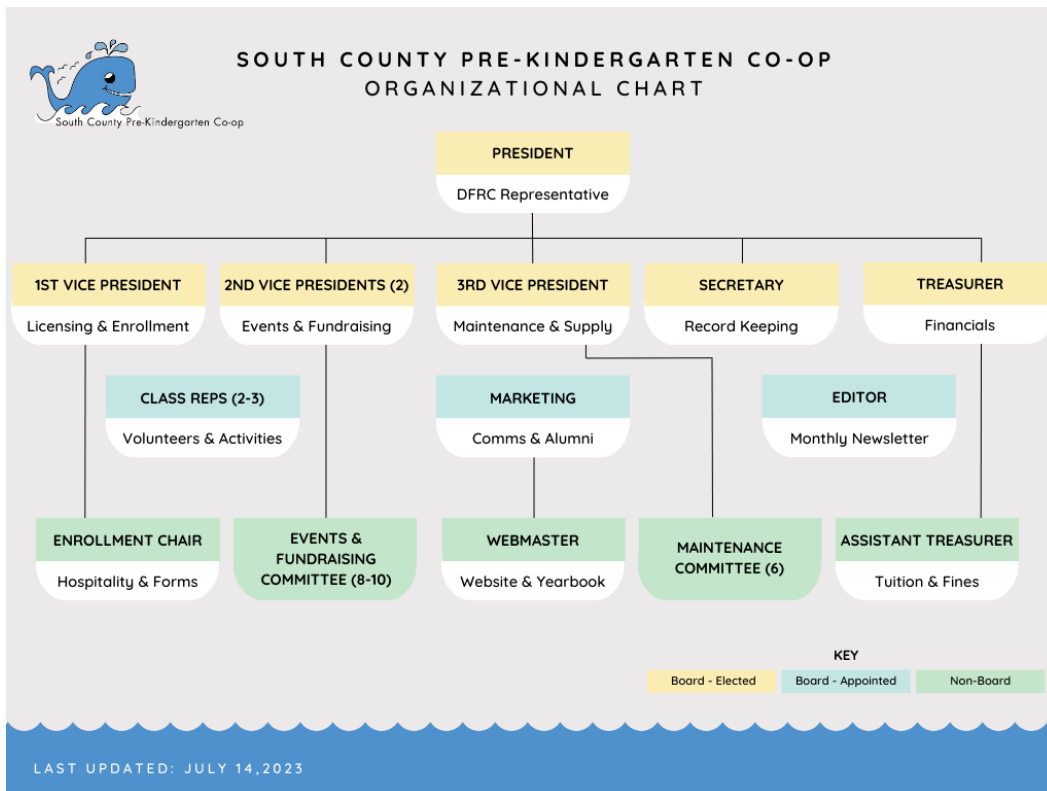 SOUTH COUNTY PRE-KINDERGARTEN CO-OP
ORGANIZATIONAL CHART
South County Pre-Kindergarten Co-op
PRESIDENT
DFRC Representative
1ST VICE PRESIDENT
Licensing & Enrollment
2ND VICE PRESIDENTS (2)
Events & Fundraising
3RD VICE PRESIDENT
Maintenance & Supply
SECRETARY
Record Keeping
TREASURER
Financials
CLASS REPS (2-3)
Volunteers & Activities
MARKETING
Comms & Alumni
EDITOR
Monthly Newsletter
ENROLLMENT CHAIR
Hospitality & Forms
EVENTS &
FUNDRAISING
COMMITTEE (8-10)
WEBMASTER
Website & Yearbook
MAINTENANCE
COMMITTEE (6)
ASSISTANT TREASURER
Tuition & Fines
KEY
Board - Elected
Board - Appointed
Non-Board
LAST UPDATED: JULY 14,2023